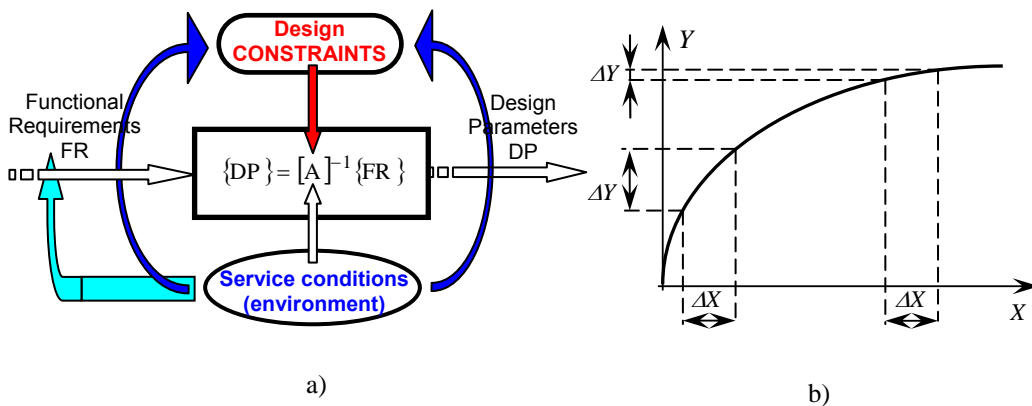 Design
CONSTRAINTS
Functional
Requirements
FR
Design
Parameters
DP
{DP}=[A]⁻¹{FR}
Service conditions
(environment)
a)
Y
ΔY
ΔY
ΔX
ΔX
X
b)